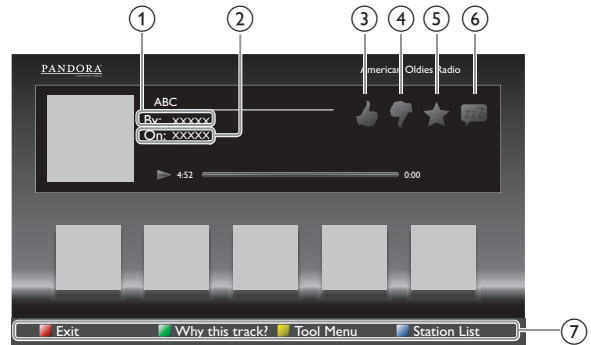 1 2 3 4 5 6
PANDORA American Oldies Radio
ABC
By: XXXXX
On: XXXXX
zzZ
4:52 0:00
Exit Why this track? Tool Menu Station List 7